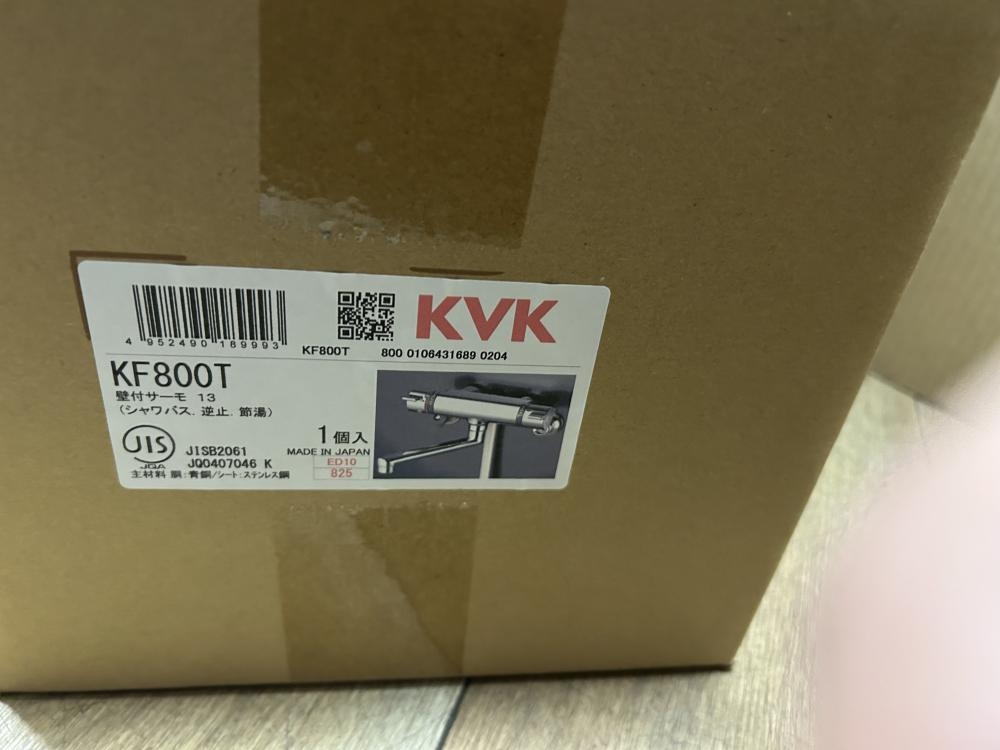 4 952490 189993
KF800T
800 0106431689 0204
KVK
KF800T
壁付サーモ 13
(シャワバス.逆止.節湯)
JIS
JQA
JISB2061
JQ0407046 K
1個入
MADE IN JAPAN
ED10
825
主材料 胴:青銅/シート:ステンレス鋼